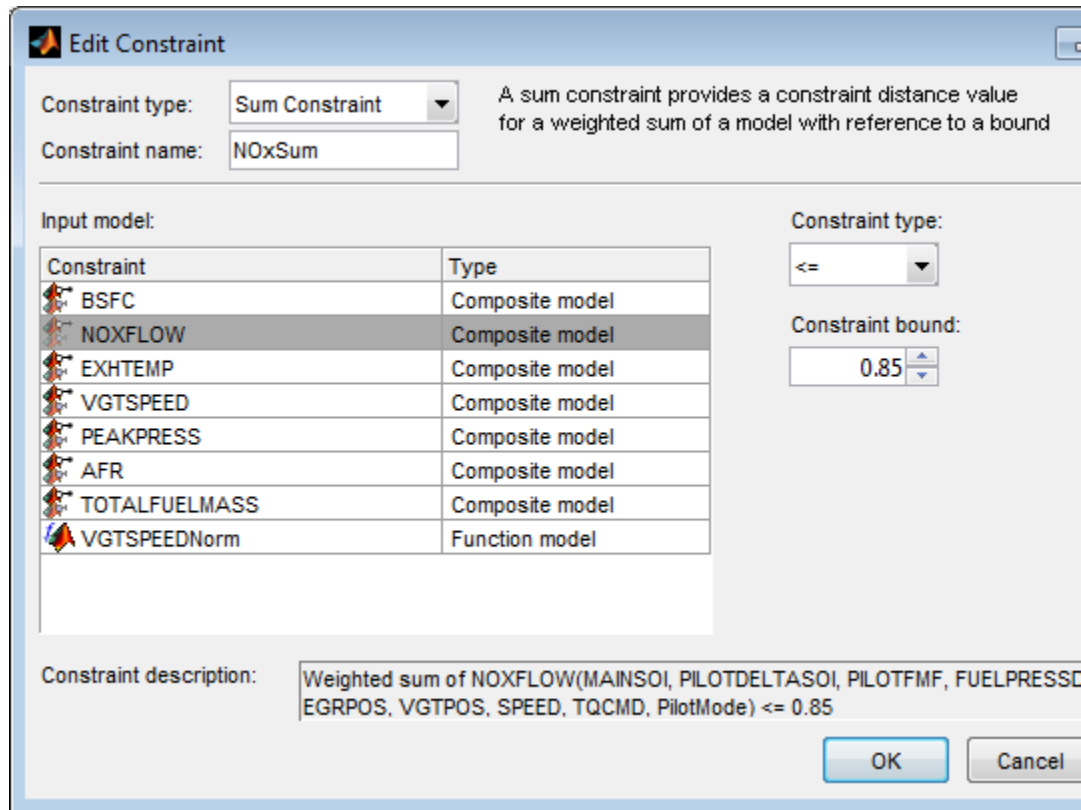 Edit Constraint
Constraint type: Sum Constraint
A sum constraint provides a constraint distance value
for a weighted sum of a model with reference to a bound
Constraint name: NOxSum
Input model:
Constraint type:
Constraint Type
<=
BSFC Composite model
NOXFLOW Composite model
Constraint bound:
EXHTEMP Composite model
0.85
VGTSPEED Composite model
PEAKPRESS Composite model
AFR Composite model
TOTALFUELMASS Composite model
VGTSPEEDNorm Function model
Constraint description:
Weighted sum of NOXFLOW(MAINSOI, PILOTDELTASOI, PILOTFMF, FUELPRESSD
EGRPOS, VGTPOS, SPEED, TQCMD, PilotMode) <= 0.85
OK Cancel